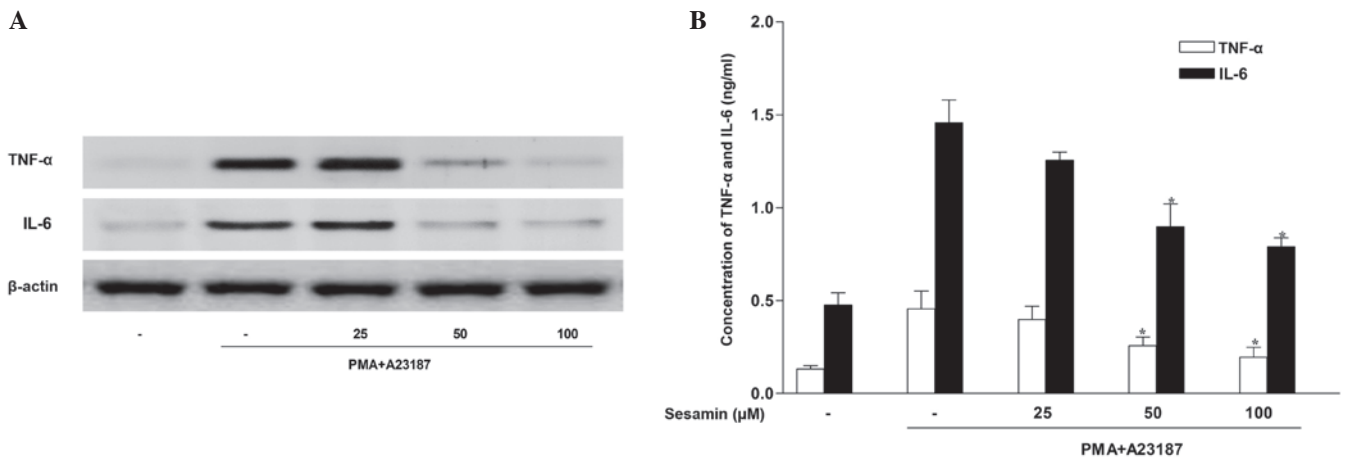 A
TNF-α
IL-6
β-actin
- - 25 50 100
PMA+A23187
B
Concentration of TNF-α and IL-6 (ng/ml)
2.0
1.5
1.0
0.5
0.0
TNF-α
IL-6
*
*
*
*
Sesamin (μM) - - 25 50 100
PMA+A23187